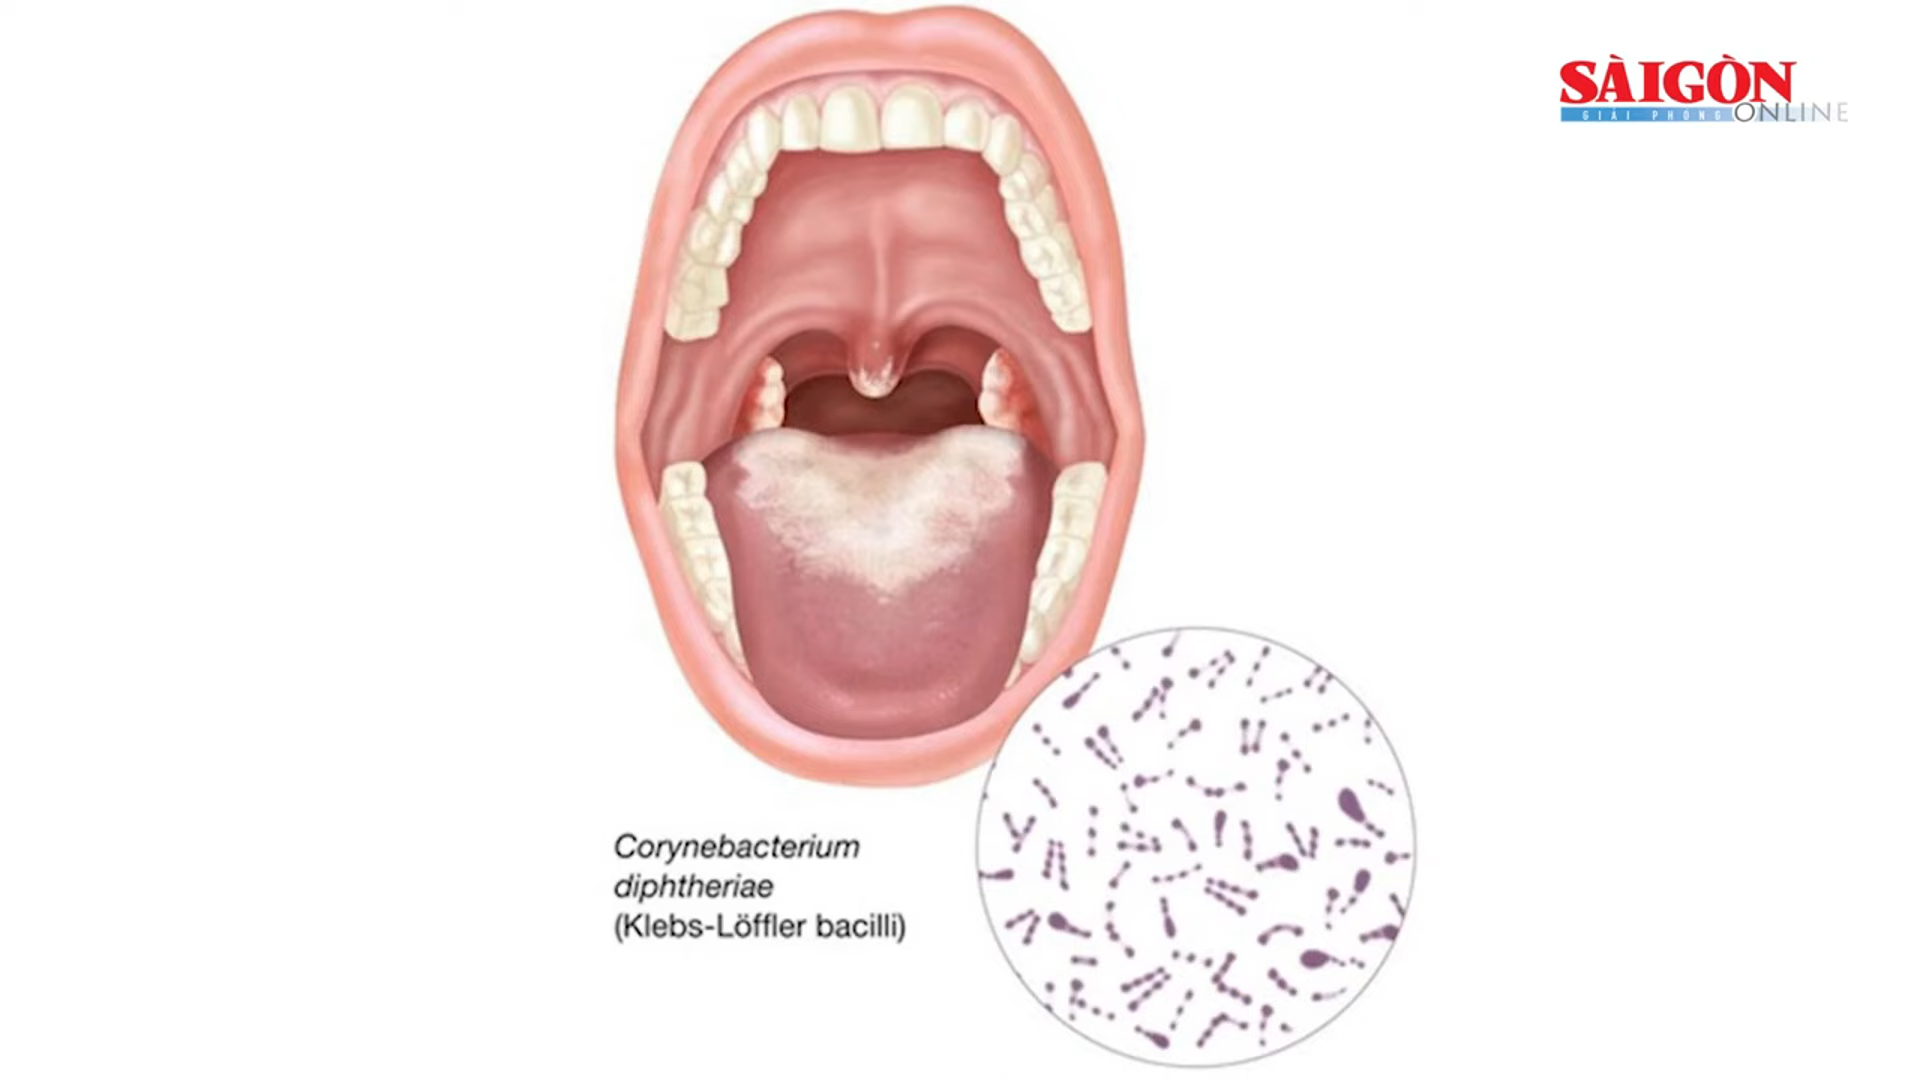 SÀIGÒN
GIẢI PHÓNG ONLINE
Corynebacterium
diphtheriae
(Klebs-Löffler bacilli)